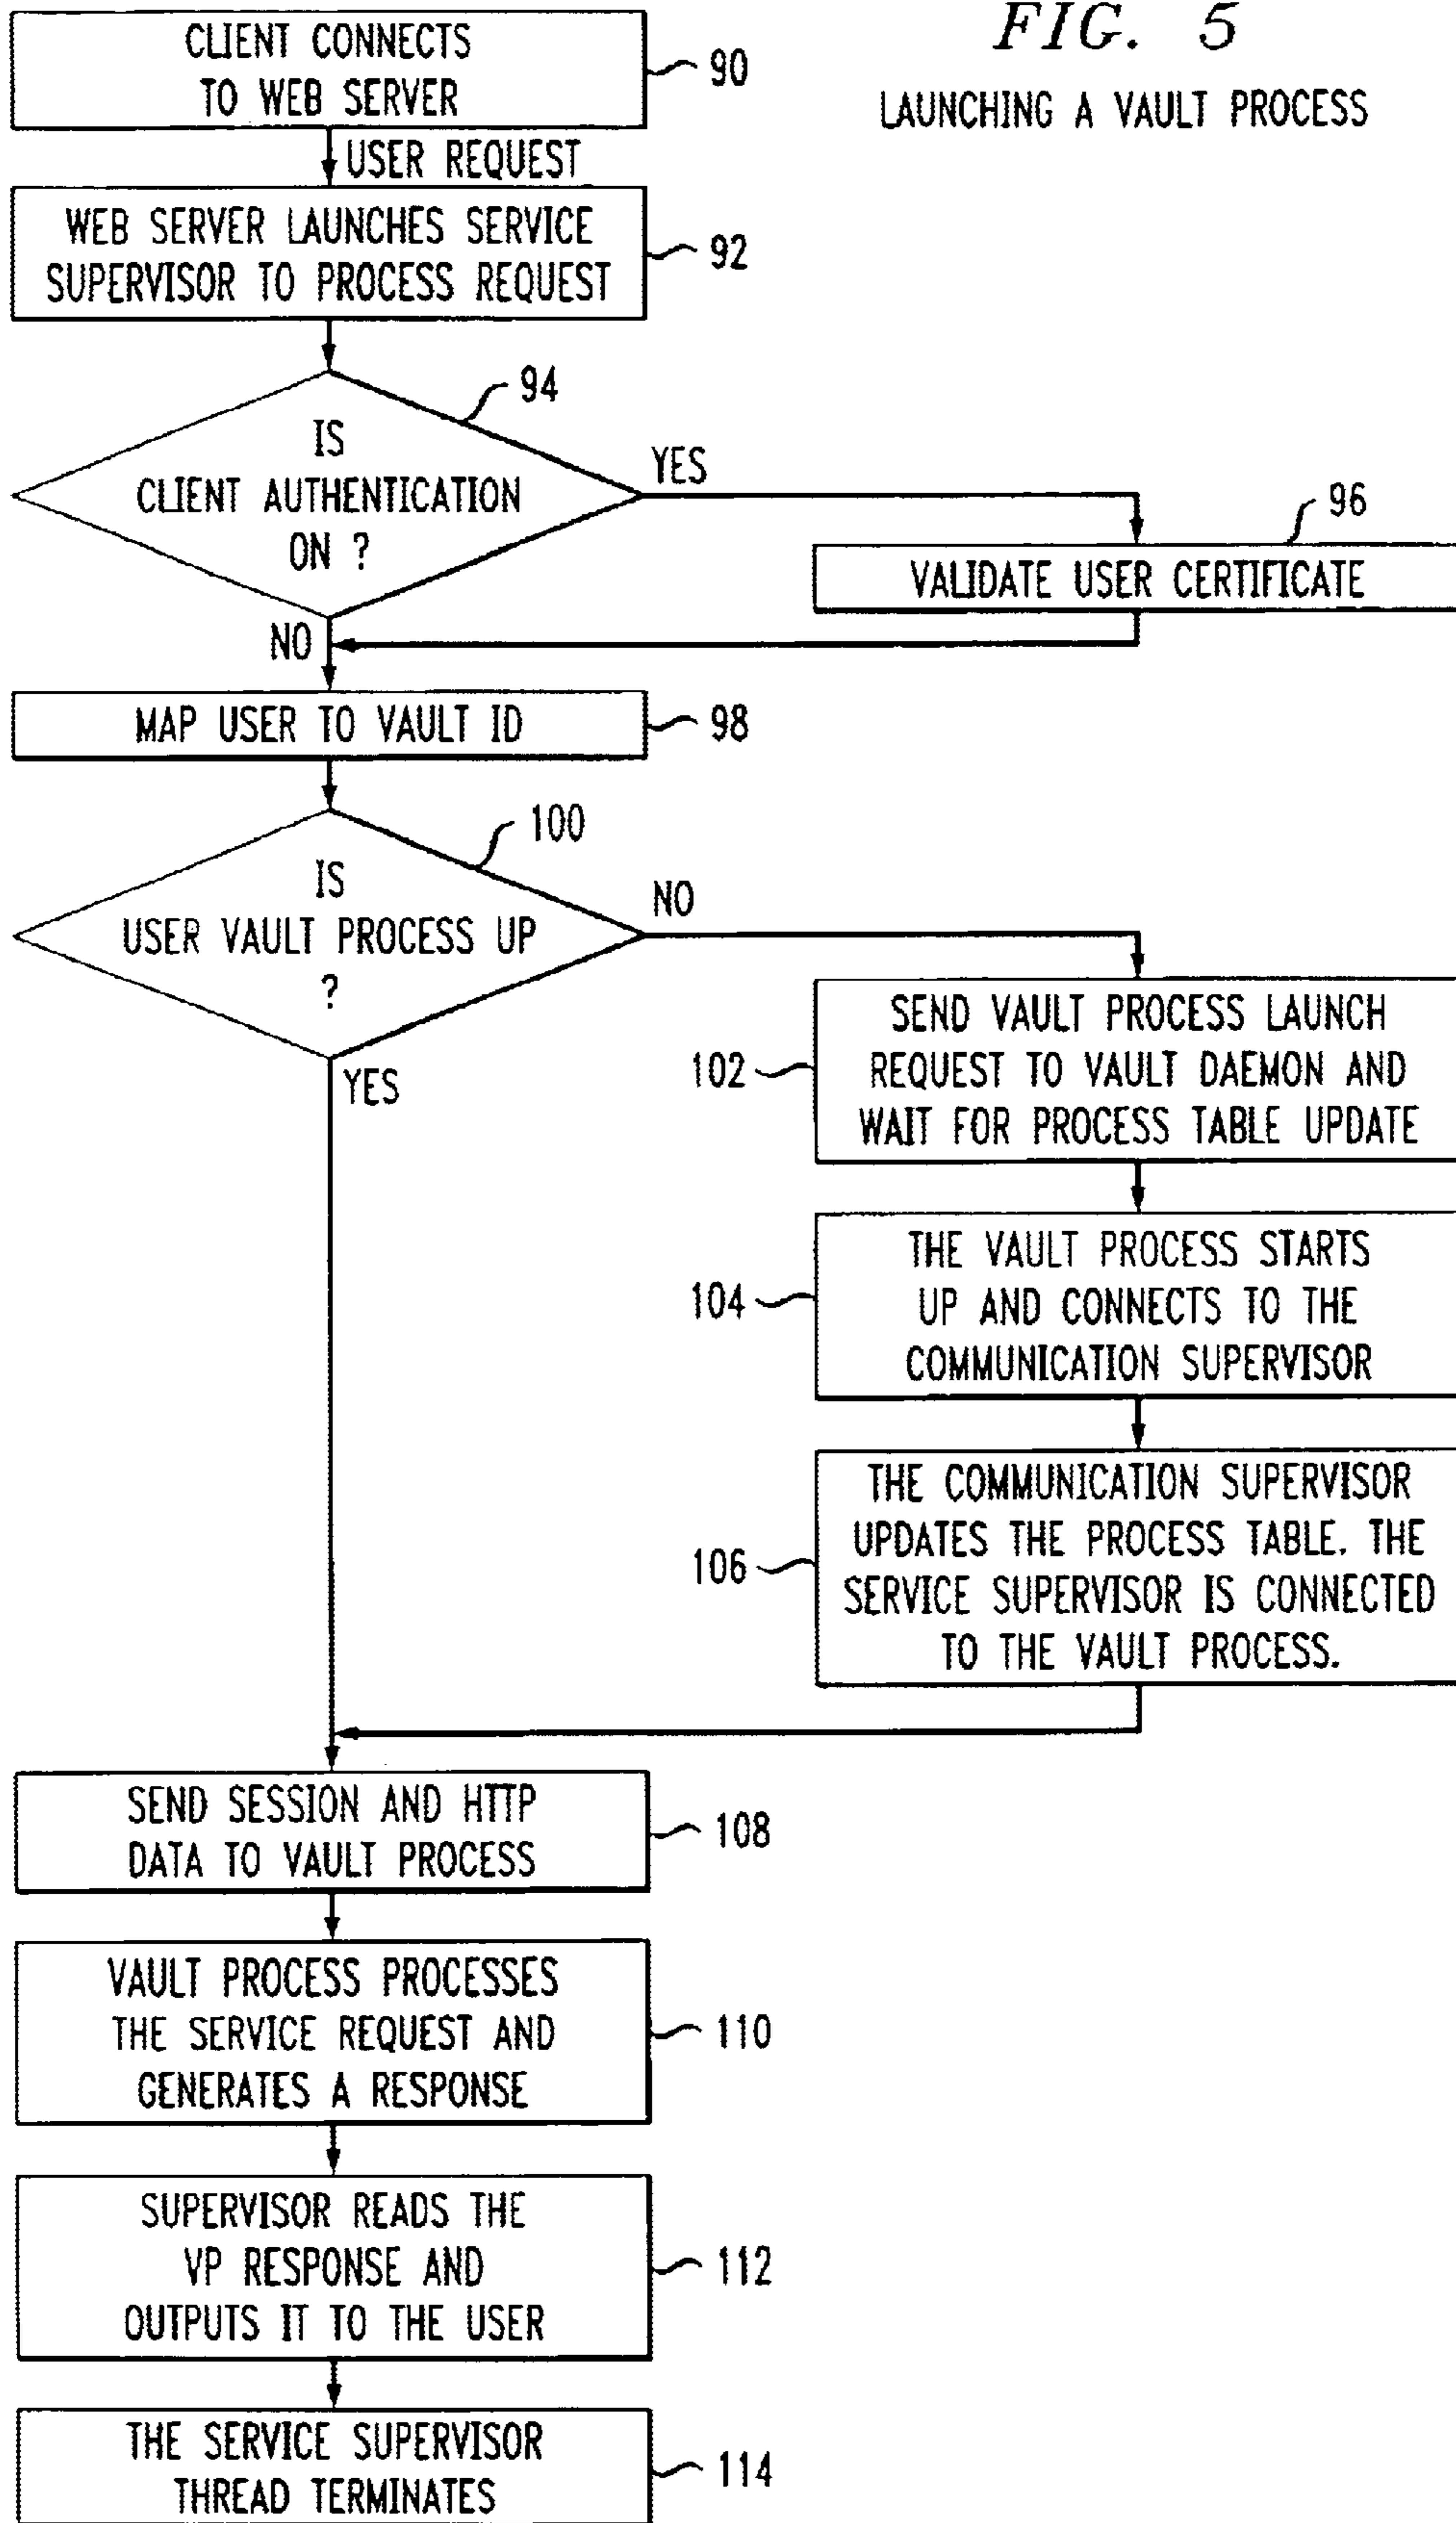 FIG. 5
LAUNCHING A VAULT PROCESS
CLIENT CONNECTS
TO WEB SERVER
90
USER REQUEST
WEB SERVER LAUNCHES SERVICE
SUPERVISOR TO PROCESS REQUEST
92
94
IS
CLIENT AUTHENTICATION
ON ?
YES
96
VALIDATE USER CERTIFICATE
NO
MAP USER TO VAULT ID
98
100
IS
USER VAULT PROCESS UP
?
NO
YES
102
SEND VAULT PROCESS LAUNCH
REQUEST TO VAULT DAEMON AND
WAIT FOR PROCESS TABLE UPDATE
104
THE VAULT PROCESS STARTS
UP AND CONNECTS TO THE
COMMUNICATION SUPERVISOR
106
THE COMMUNICATION SUPERVISOR
UPDATES THE PROCESS TABLE. THE
SERVICE SUPERVISOR IS CONNECTED
TO THE VAULT PROCESS.
SEND SESSION AND HTTP
DATA TO VAULT PROCESS
108
VAULT PROCESS PROCESSES
THE SERVICE REQUEST AND
GENERATES A RESPONSE
110
SUPERVISOR READS THE
VP RESPONSE AND
OUTPUTS IT TO THE USER
112
THE SERVICE SUPERVISOR
THREAD TERMINATES
114